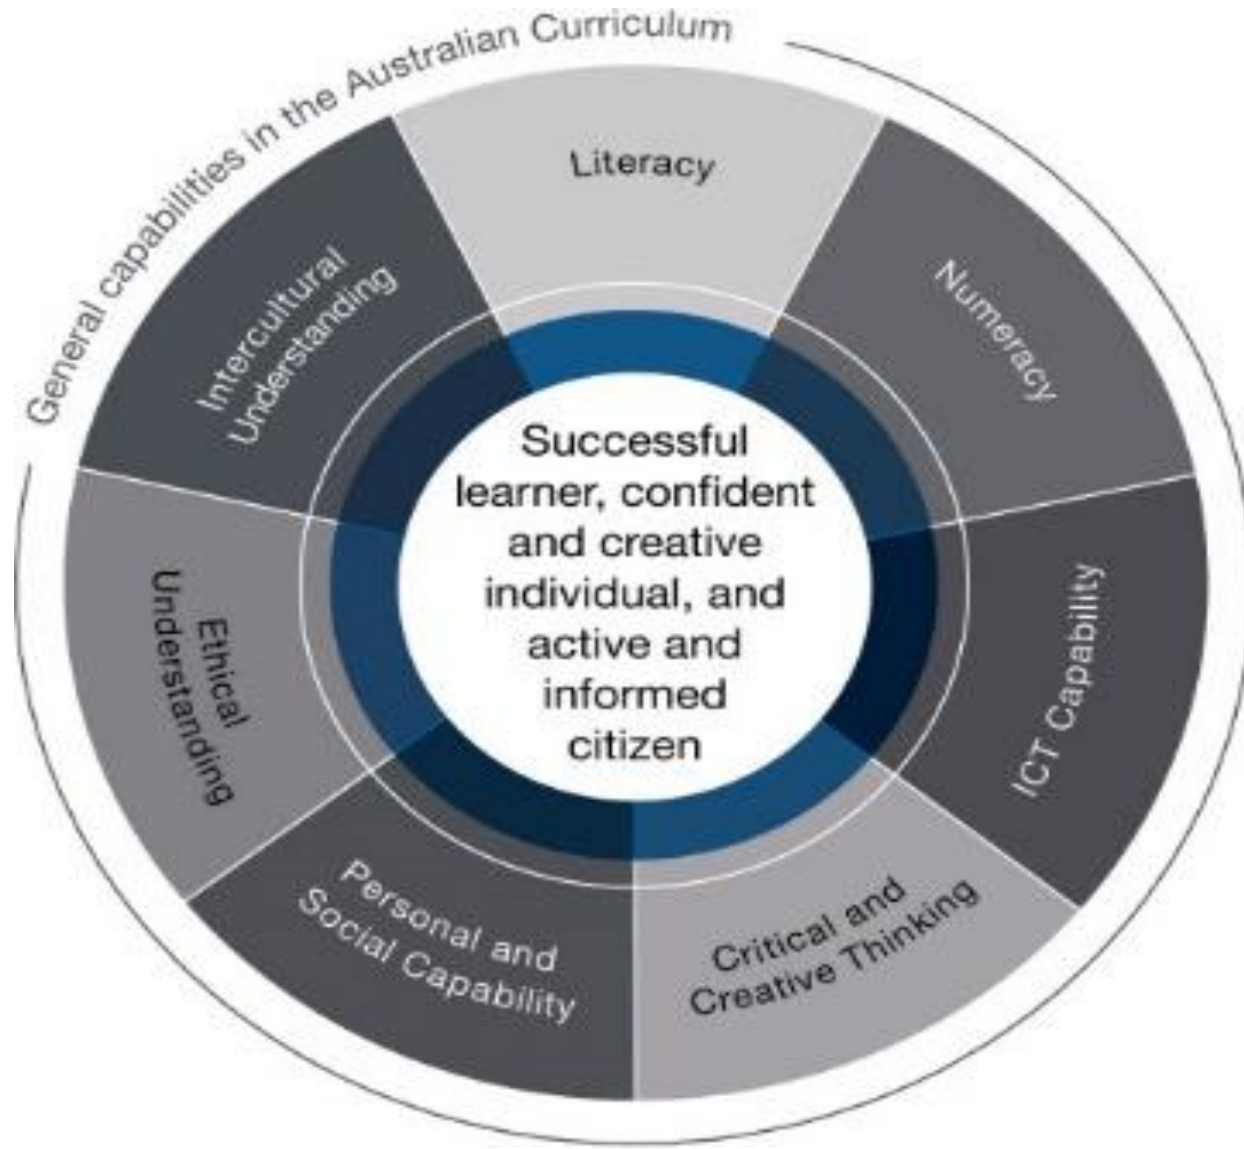 General capabilities in the Australian Curriculum
Literacy
Numeracy
ICT Capability
Critical and
Creative Thinking
Personal and
Social Capability
Ethical
Understanding
Intercultural
Understanding
Successful
learner, confident
and creative
individual, and
active and
informed
citizen